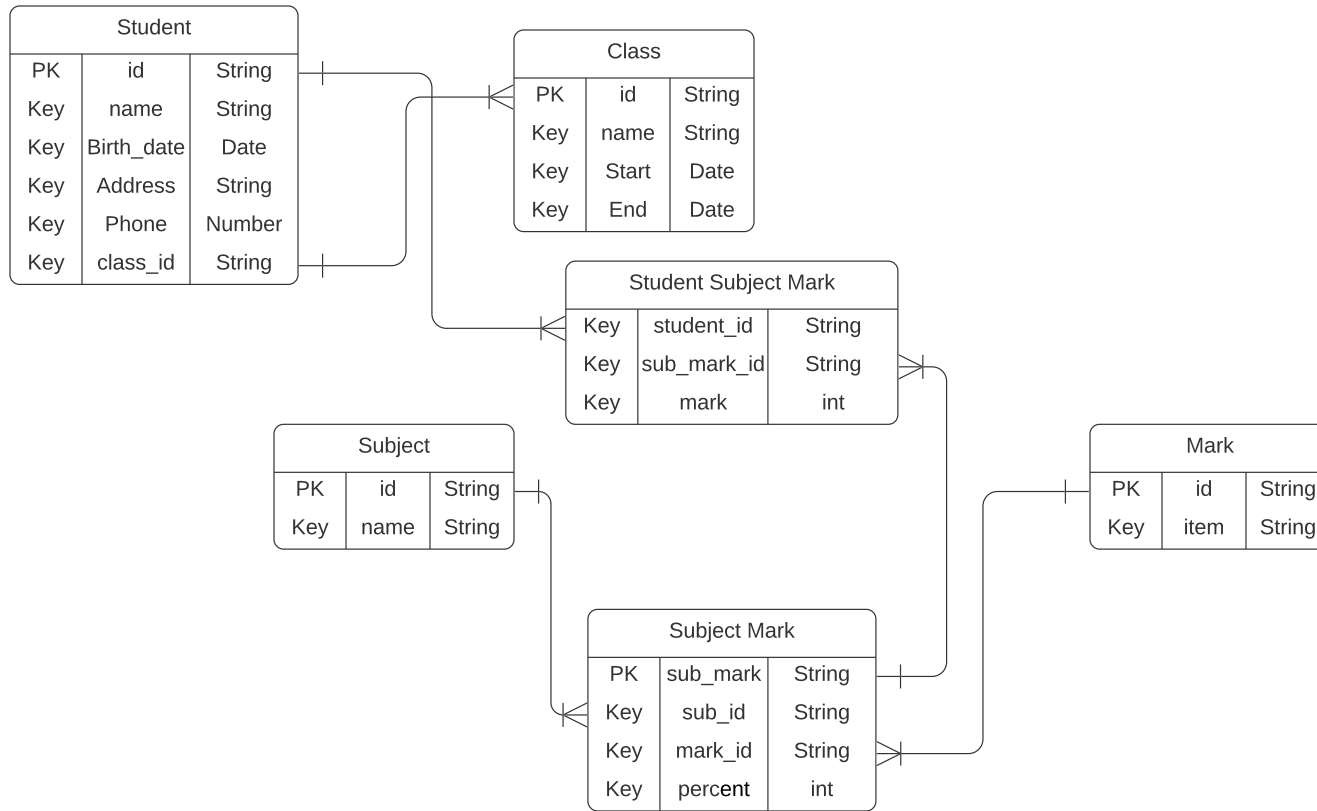 Student
PK id String
Key name String
Key Birth_date Date
Key Address String
Key Phone Number
Key class_id String
Class
PK id String
Key name String
Key Start Date
Key End Date
Student Subject Mark
Key student_id String
Key sub_mark_id String
Key mark int
Subject
PK id String
Key name String
Mark
PK id String
Key item String
Subject Mark
PK sub_mark String
Key sub_id String
Key mark_id String
Key percent int